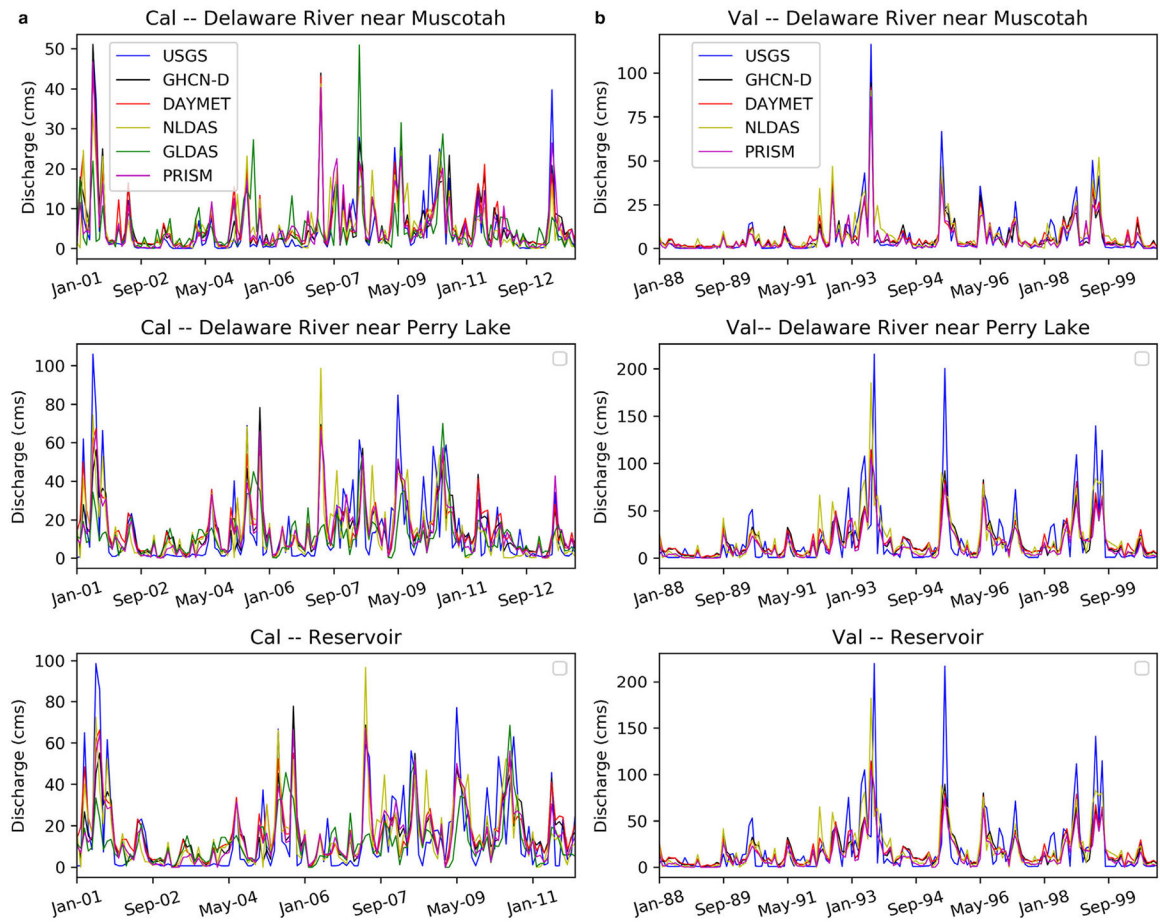 a
Cal -- Delaware River near Muscotah
Discharge (cms)
50
40
30
20
10
0
USGS
GHCN-D
DAYMET
NLDAS
GLDAS
PRISM
Jan-01 Sep-02 May-04 Jan-06 Sep-07 May-09 Jan-11 Sep-12
b
Val -- Delaware River near Muscotah
Discharge (cms)
100
75
50
25
0
USGS
GHCN-D
DAYMET
NLDAS
PRISM
Jan-88 Sep-89 May-91 Jan-93 Sep-94 May-96 Jan-98 Sep-99
Cal -- Delaware River near Perry Lake
Discharge (cms)
100
80
60
40
20
0
Jan-01 Sep-02 May-04 Jan-06 Sep-07 May-09 Jan-11 Sep-12
Val-- Delaware River near Perry Lake
Discharge (cms)
200
150
100
50
0
Jan-88 Sep-89 May-91 Jan-93 Sep-94 May-96 Jan-98 Sep-99
Cal -- Reservoir
Discharge (cms)
100
80
60
40
20
0
Jan-01 Sep-02 May-04 Jan-06 Sep-07 May-09 Jan-11
Val -- Reservoir
Discharge (cms)
200
150
100
50
0
Jan-88 Sep-89 May-91 Jan-93 Sep-94 May-96 Jan-98 Sep-99